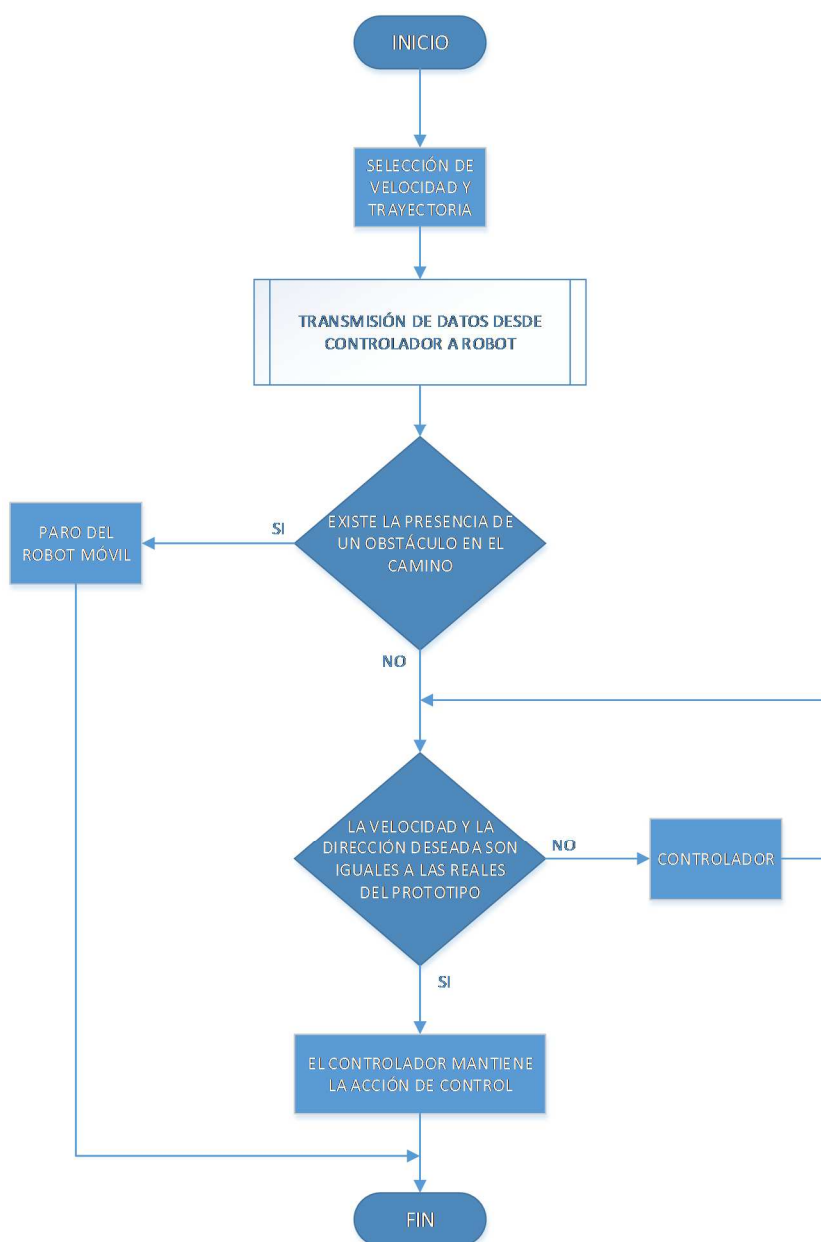 INICIO
SELECCIÓN DE
VELOCIDAD Y
TRAYECTORIA
TRANSMISIÓN DE DATOS DESDE
CONTROLADOR A ROBOT
EXISTE LA PRESENCIA DE
UN OBSTÁCULO EN EL
CAMINO
SI
PARO DEL
ROBOT MÓVIL
NO
LA VELOCIDAD Y LA
DIRECCIÓN DESEADA SON
IGUALES A LAS REALES
DEL PROTOTIPO
NO
CONTROLADOR
SI
EL CONTROLADOR MANTIENE
LA ACCIÓN DE CONTROL
FIN